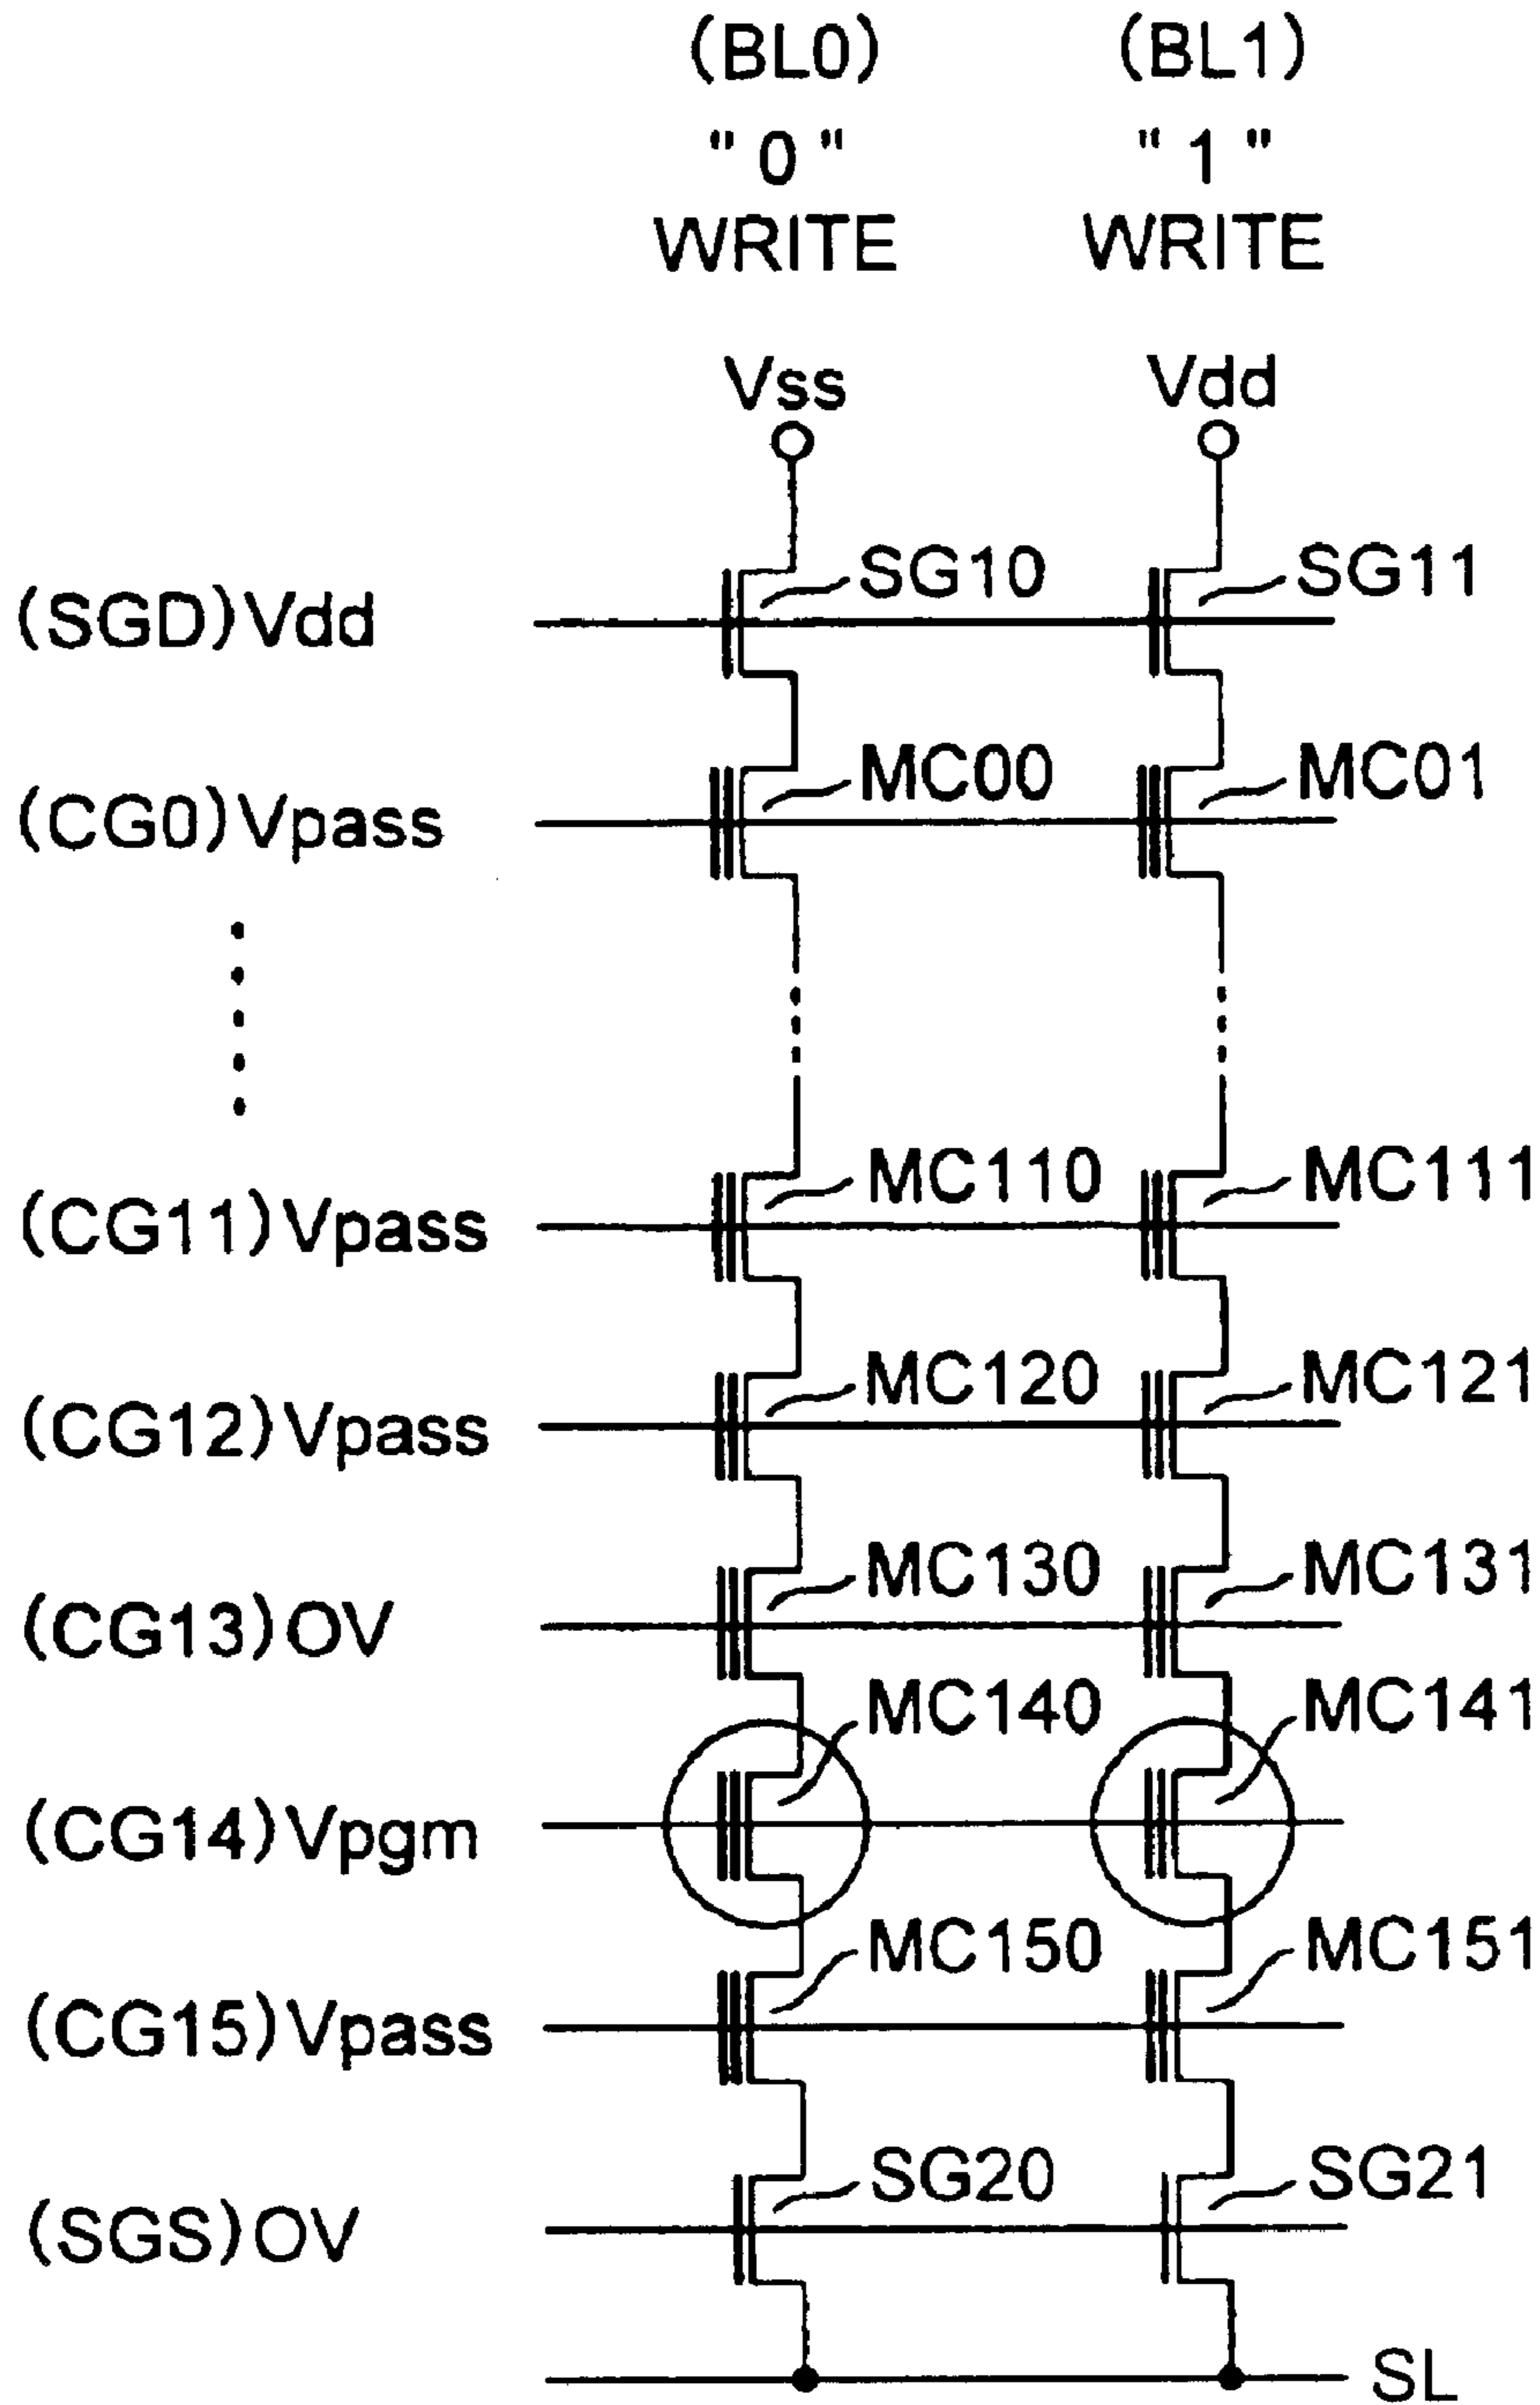 (BL0) (BL1)
"0" "1"
WRITE WRITE
Vss Vdd
SG10 SG11
(SGD)Vdd
MC00 MC01
(CG0)Vpass
MC110 MC111
(CG11)Vpass
MC120 MC121
(CG12)Vpass
MC130 MC131
(CG13)0V
MC140 MC141
(CG14)Vpgm
MC150 MC151
(CG15)Vpass
SG20 SG21
(SGS)0V
SL